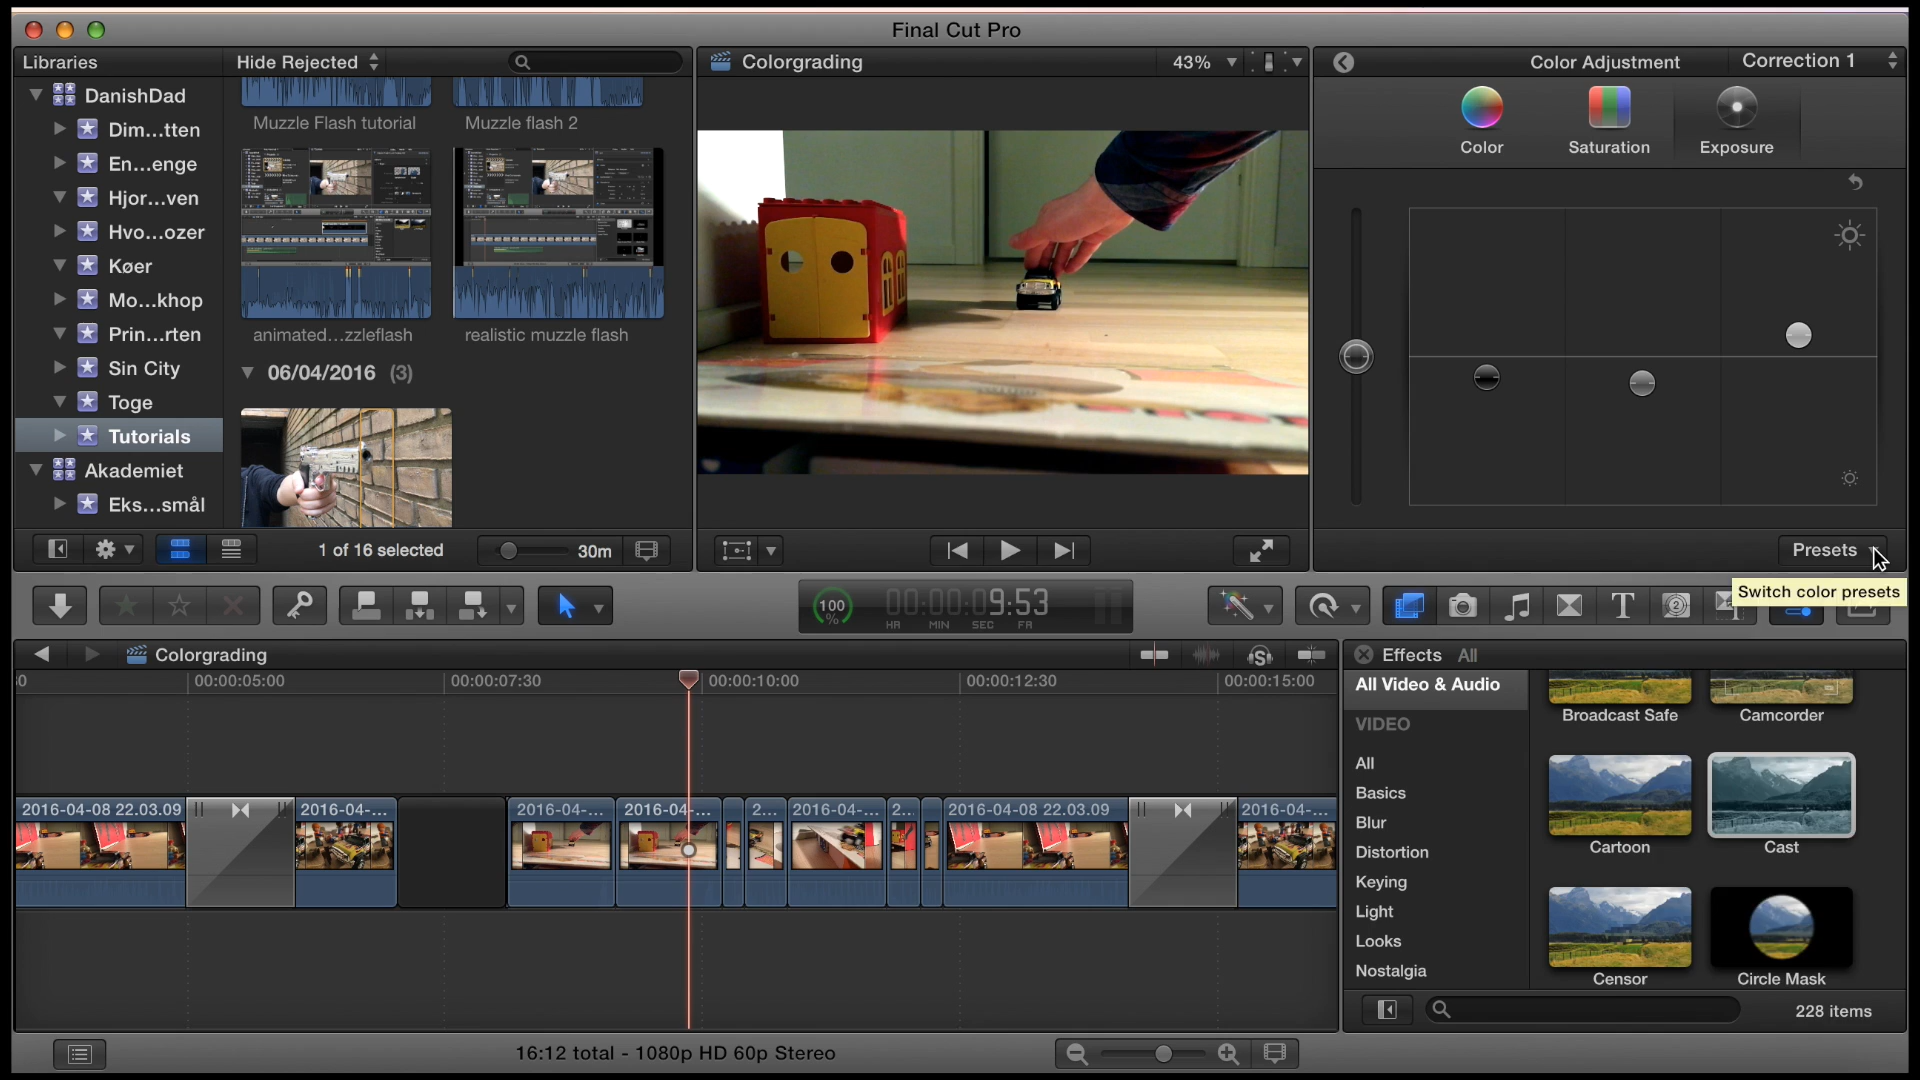 Final Cut Pro
Libraries
Hide Rejected
DanishDad
Dim...tten
En...enge
Hjor...ven
Hvo...ozer
Køer
Mo...khop
Prin...rten
Sin City
Toge
Tutorials
Akademiet
Eks...smål
Muzzle Flash tutorial
Muzzle flash 2
animated...zzleflash
realistic muzzle flash
06/04/2016 (3)
1 of 16 selected
30m
Colorgrading
43%
Color Adjustment
Correction 1
Color
Saturation
Exposure
Presets
Switch color presets
100
%
00:00:09:53
HR MIN SEC FR
Colorgrading
00:00:05:00
00:00:07:30
00:00:10:00
00:00:12:30
00:00:15:00
2016-04-08 22.03.09
2016-04-...
2016-04-...
2016-04-...
2...
2016-04-...
2...
2016-04-08 22.03.09
2016-04-...
Effects All
All Video & Audio
VIDEO
All
Basics
Blur
Distortion
Keying
Light
Looks
Nostalgia
Broadcast Safe
Camcorder
Cartoon
Cast
Censor
Circle Mask
228 items
16:12 total - 1080p HD 60p Stereo